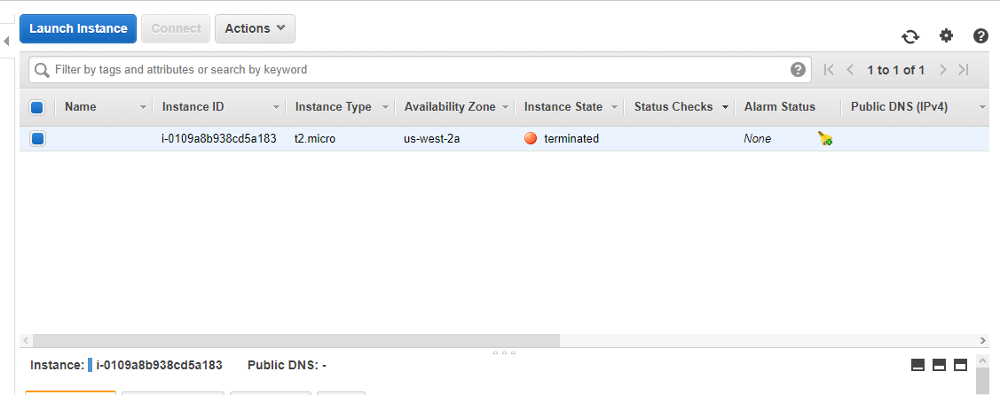 Launch Instance Connect Actions
Filter by tags and attributes or search by keyword 1 to 1 of 1
Name Instance ID Instance Type Availability Zone Instance State Status Checks Alarm Status Public DNS (IPv4)
i-0109a8b938cd5a183 t2.micro us-west-2a terminated None
Instance: i-0109a8b938cd5a183 Public DNS: -